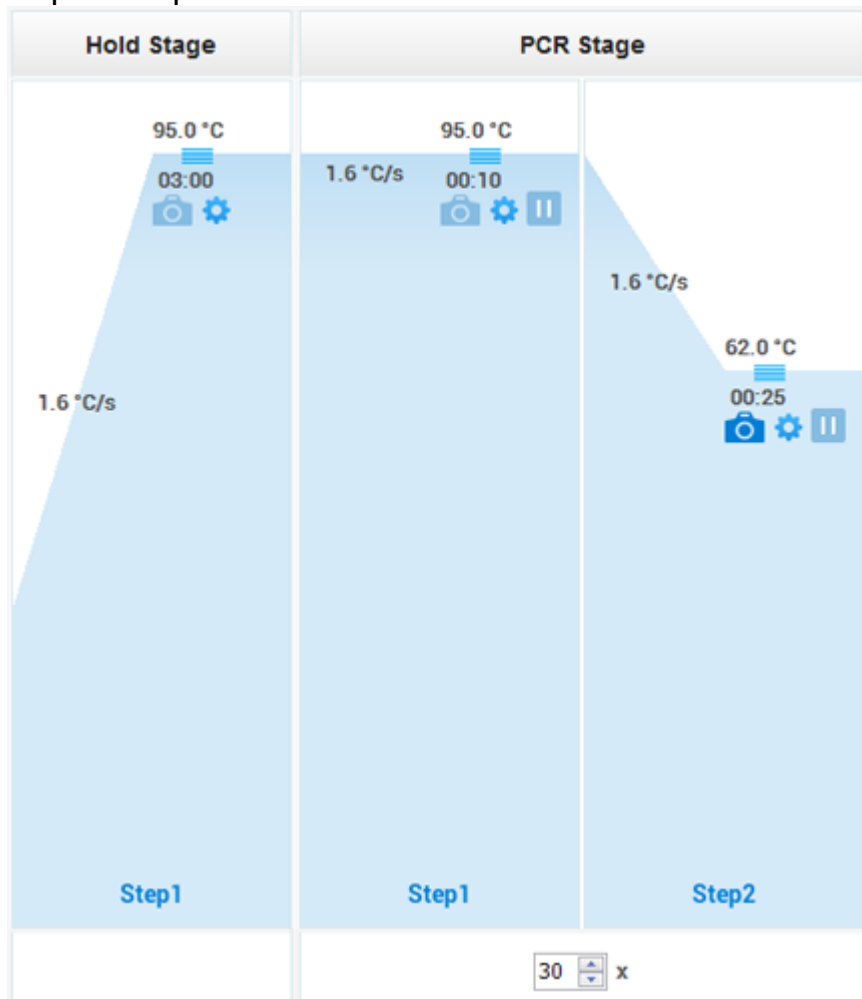 Hold Stage
PCR Stage
95.0 °C
03:00
1.6 °C/s
Step1
95.0 °C
1.6 °C/s
00:10
Step1
1.6 °C/s
62.0 °C
00:25
Step2
30 x